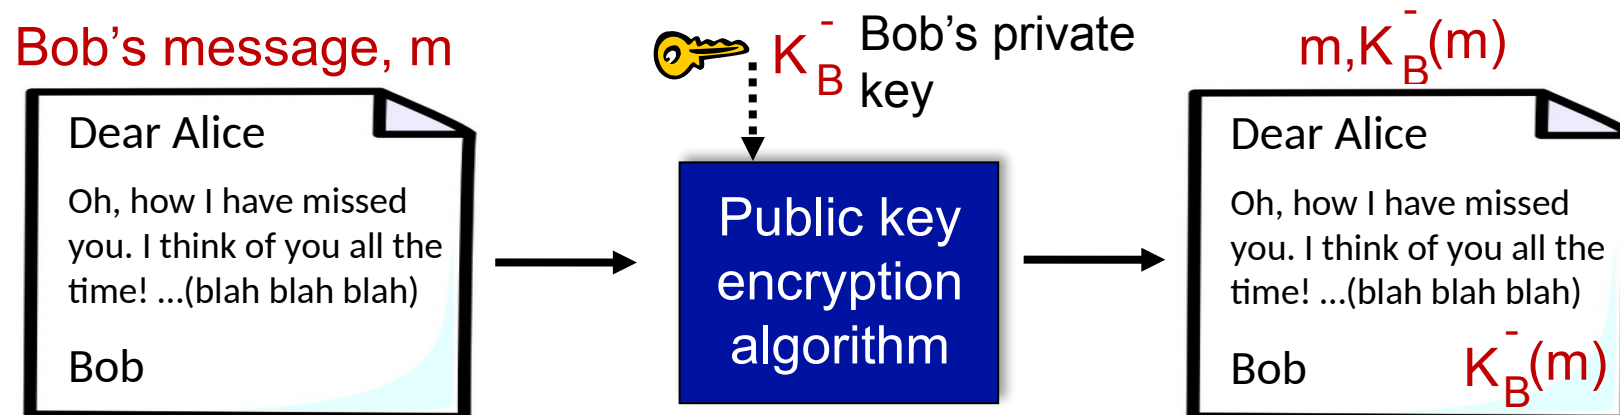 Bob’s message, m
Dear Alice
Oh, how I have missed
you. I think of you all the
time! ...(blah blah blah)
Bob
K
-
B
Bob’s private
key
Public key
encryption
algorithm
m,K
-
B
(m)
Dear Alice
Oh, how I have missed
you. I think of you all the
time! ...(blah blah blah)
Bob
K
-
B
(m)